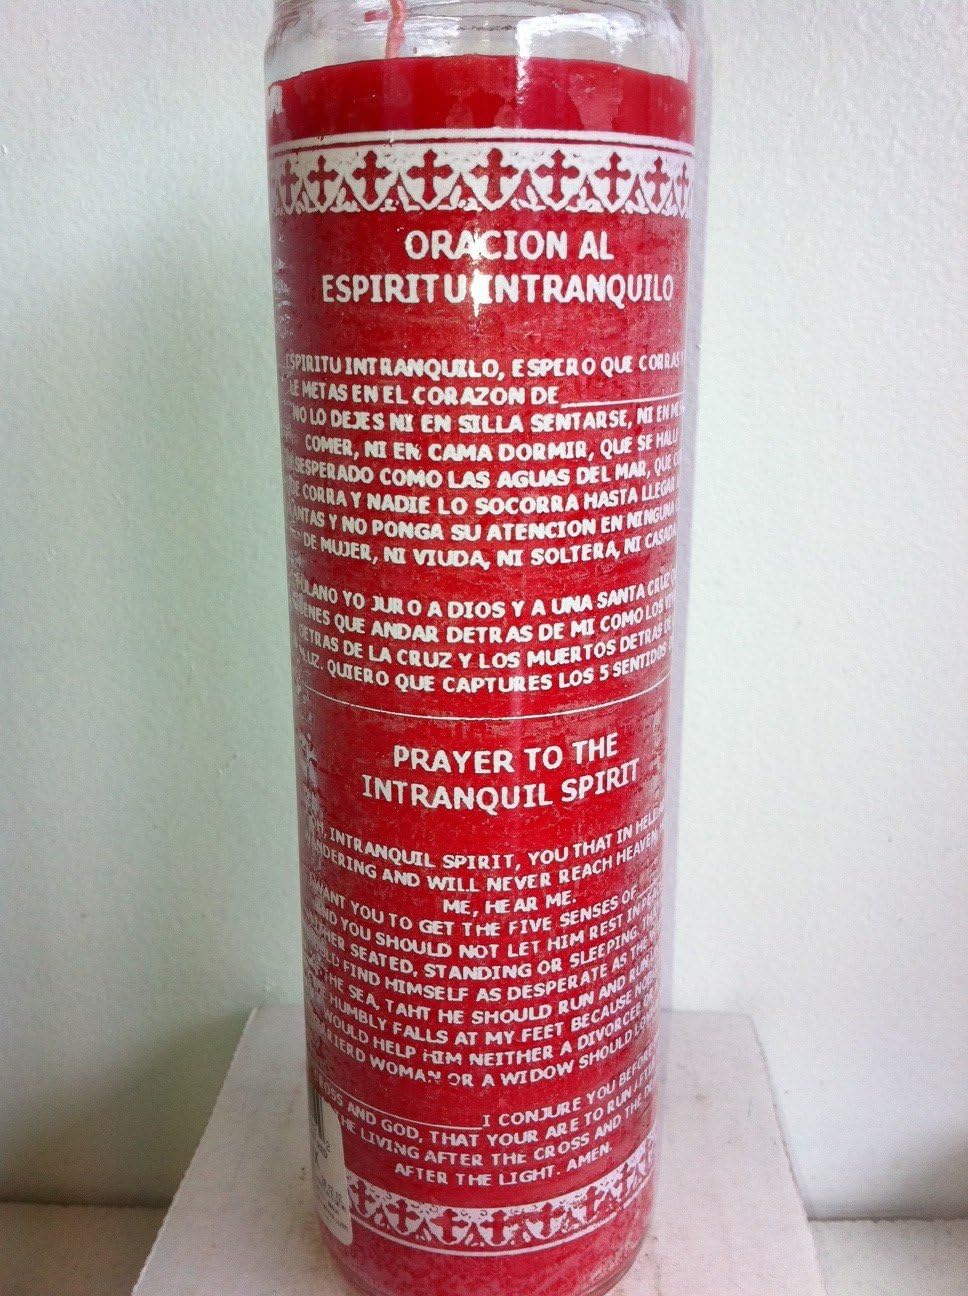 ORACION AL
ESPIRITU INTRANQUILO
ESPIRITU INTRANQUILO, ESPERO QUE CORRAS Y
LE METAS EN EL CORAZON DE
NO LO DEJES NI EN SILLA SENTARSE, NI EN
COMER, NI EN CAMA DORMIR, QUE SE
COMO LAS AGUAS DEL MAR, QUE
CORRA Y NADIE LO SOCORRA HASTA LLEGAR
Y NO PONGA SU ATENCION EN NINGUNA
DE MUJER, NI VIUDA, NI SOLTERA, NI
YO JURO A DIOS Y A UNA SANTA CRUZ
QUE ANDAR DETRAS DE MI COMO LOS
DETRAS DE LA CRUZ Y LOS MUERTOS DETRAS DE
QUIERO QUE CAPTURES LOS 5 SENTIDOS
PRAYER TO THE
INTRANQUIL SPIRIT
INTRANQUIL SPIRIT, YOU THAT IN
AND WILL NEVER REACH HEAVEN,
ME, HEAR ME.
WANT YOU TO GET THE FIVE SENSES OF
AND YOU SHOULD NOT LET HIM REST IN
SEATED, STANDING OR SLEEPING,
FIND HIMSELF AS DESPERATE AS THE
THE SEA, TAHT HE SHOULD RUN AND RUN
HUMBLY FALLS AT MY FEET BECAUSE
WOULD HELP HIM NEITHER A DIVORCEE OR
WOMAN OR A WIDOW SHOULD
AND GOD, I CONJURE YOU BEFORE
THAT YOUR ARE TO RUN
THE LIVING AFTER THE CROSS AND THE
AFTER THE LIGHT. AMEN.